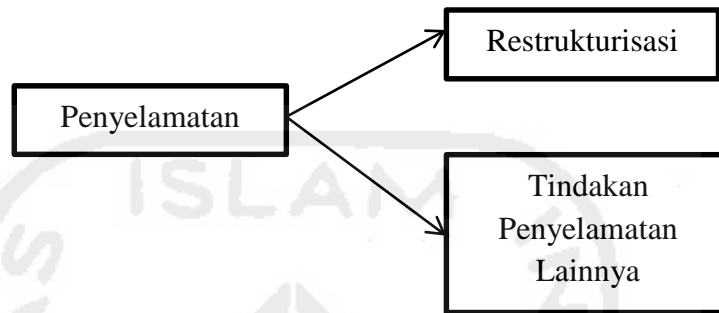 Restrukturisasi
Penyelamatan
Tindakan
Penyelamatan
Lainnya
ISLAM